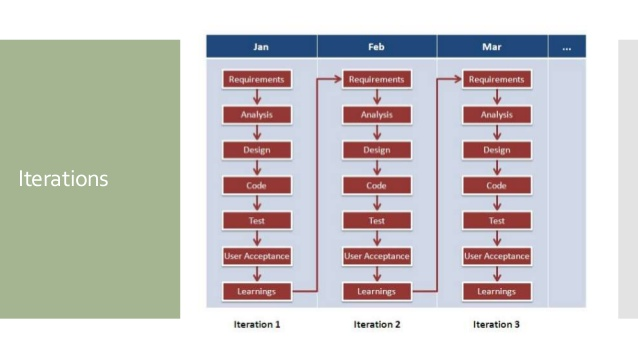 Iterations
Jan Feb Mar ...
Requirements Requirements Requirements
Analysis Analysis Analysis
Design Design Design
Code Code Code
Test Test Test
User Acceptance User Acceptance User Acceptance
Learnings Learnings Learnings
Iteration 1 Iteration 2 Iteration 3